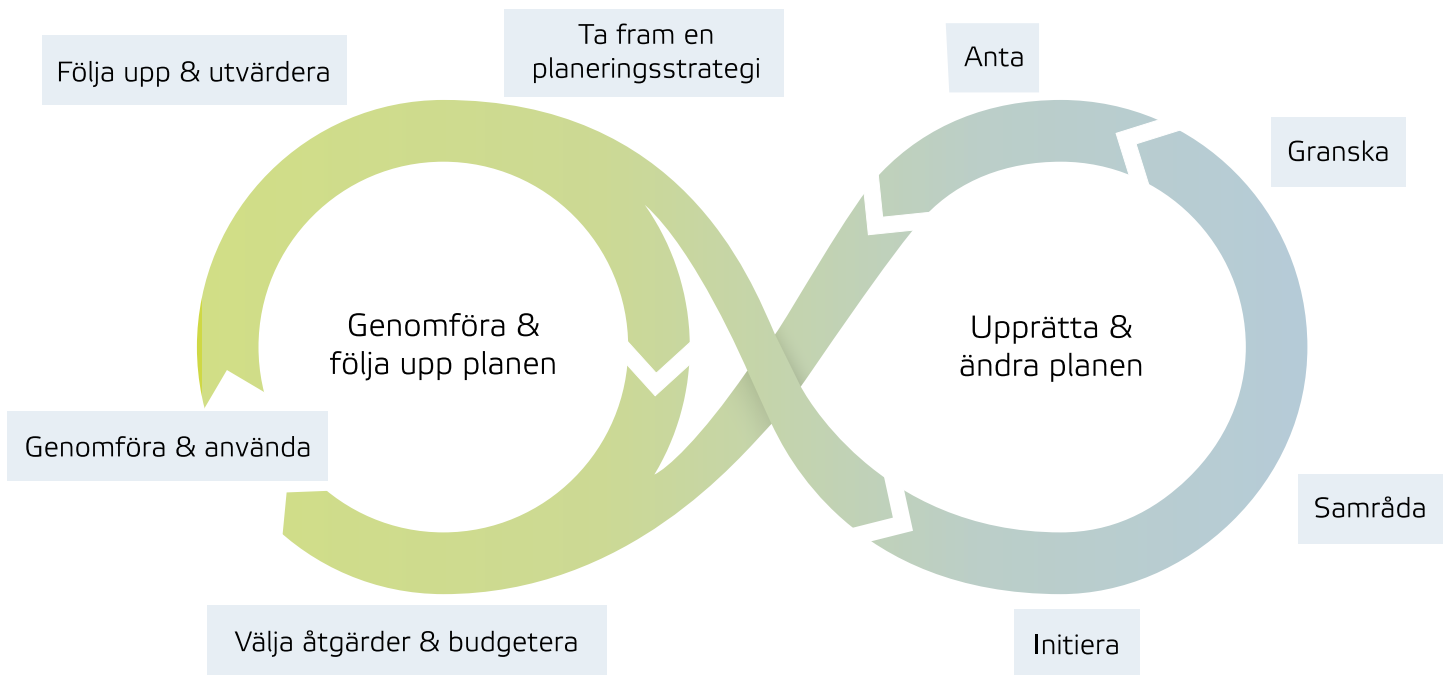 Följa upp & utvärdera
Ta fram en
planeringsstrategi
Anta
Granska
Genomföra &
följa upp planen
Upprätta &
ändra planen
Genomföra & använda
Samråda
Välja åtgärder & budgetera
Initiera